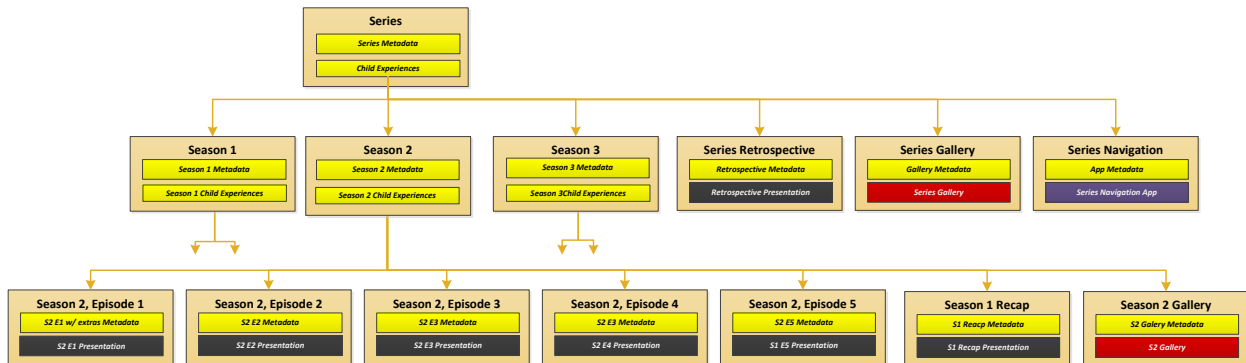 Series
Series Metadata
Child Experiences
Season 1
Season 1 Metadata
Season 1 Child Experiences
Season 2
Season 2 Metadata
Season 2 Child Experiences
Season 3
Season 3 Metadata
Season 3Child Experiences
Series Retrospective
Retrospective Metadata
Retrospective Presentation
Series Gallery
Gallery Metadata
Series Gallery
Series Navigation
App Metadata
Series Navigation App
Season 2, Episode 1
S2 E1 w/ extras Metadata
S2 E1 Presentation
Season 2, Episode 2
S2 E2 Metadata
S2 E2 Presentation
Season 2, Episode 3
S2 E3 Metadata
S2 E3 Presentation
Season 2, Episode 4
S2 E3 Metadata
S2 E4 Presentation
Season 2, Episode 5
S2 E5 Metadata
S1 E5 Presentation
Season 1 Recap
S1 Reacp Metadata
S1 Recap Presentation
Season 2 Gallery
S2 Galery Metadata
S2 Gallery